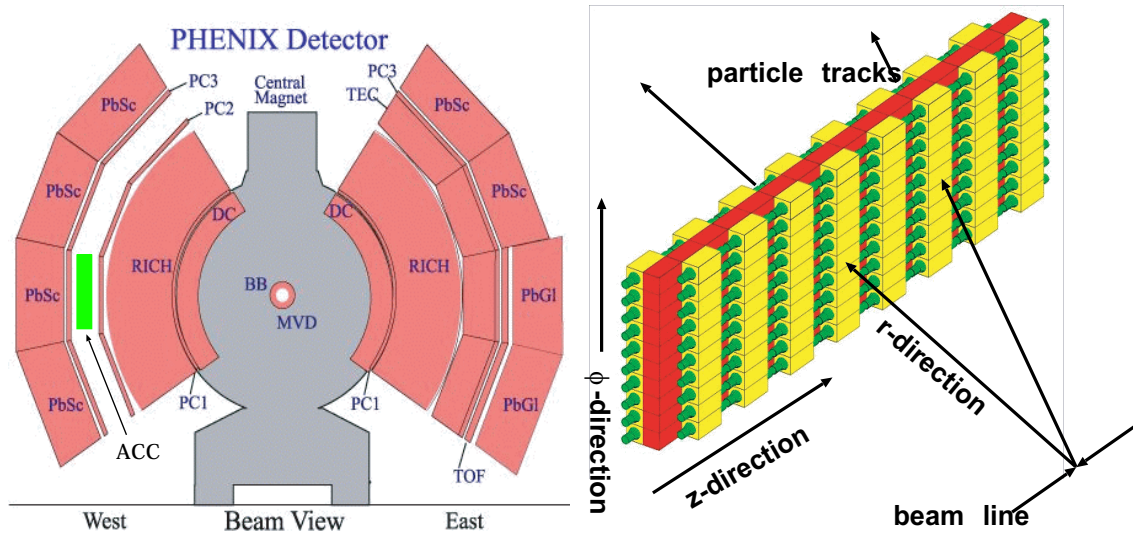 PHENIX Detector
Central
Magnet
PC3
TEC
PC3
PC2
PbSc
PbSc
PbSc
PbSc
DC
DC
RICH
RICH
BB
MVD
PbSc
PbGl
PbSc
PbGl
PC1
PC1
ACC
TOF
West
Beam View
East
particle tracks
r-direction
ϕ -direction
z-direction
beam line